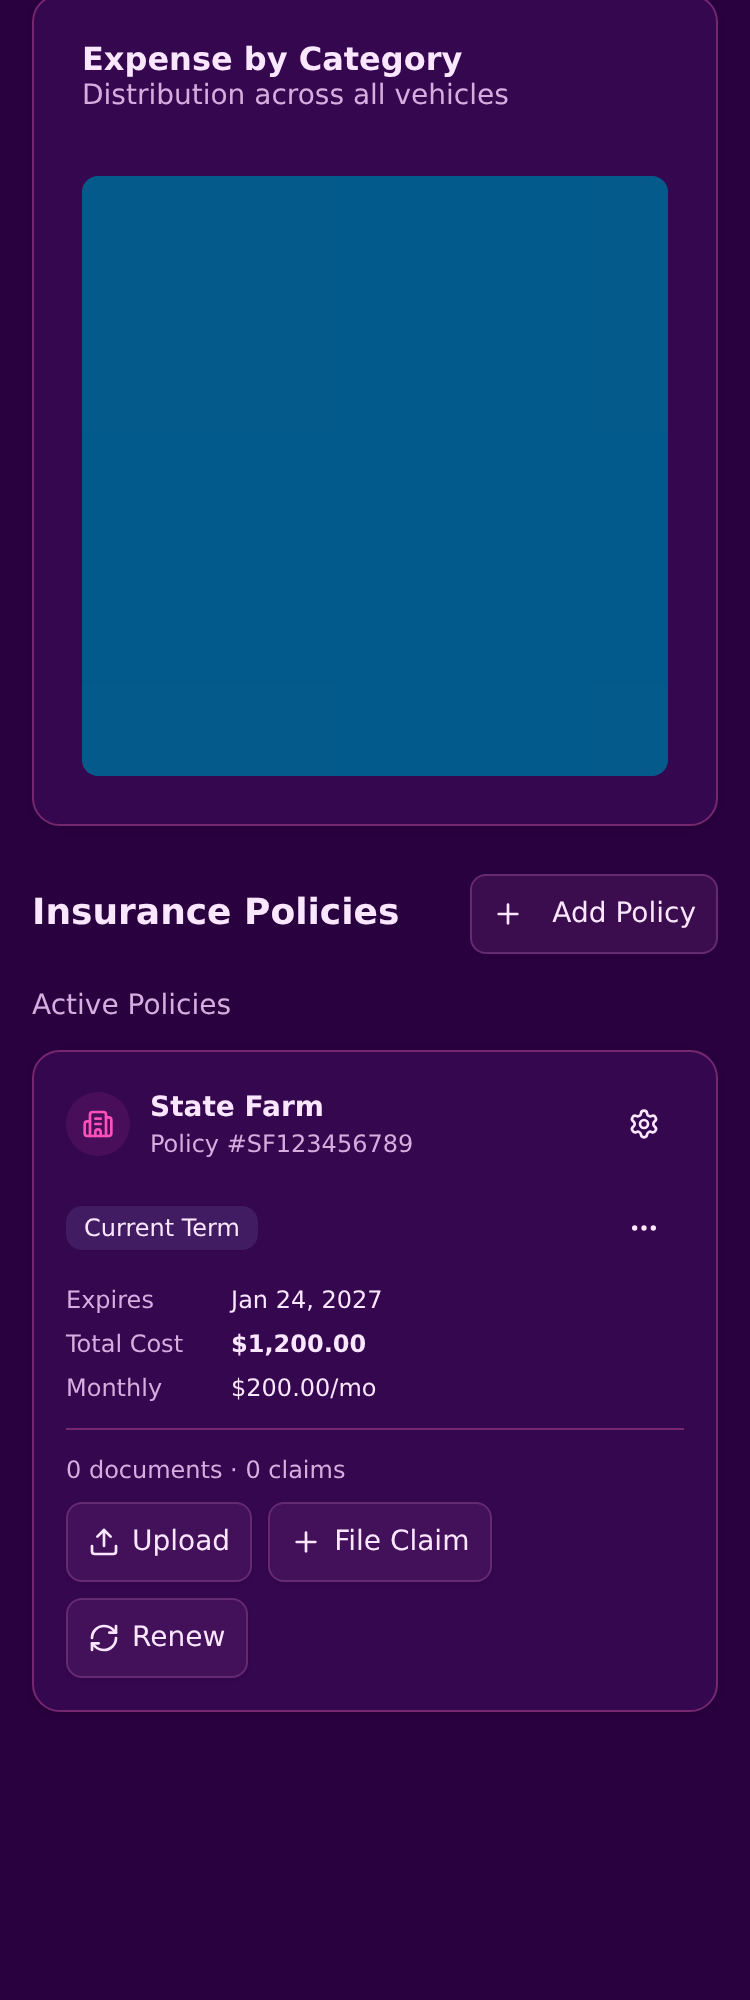 Expense by Category
Distribution across all vehicles
Insurance Policies
Add Policy
Active Policies
State Farm
Policy #SF123456789
Current Term
Expires Jan 24, 2027
Total Cost $1,200.00
Monthly $200.00/mo
0 documents · 0 claims
Upload File Claim
Renew